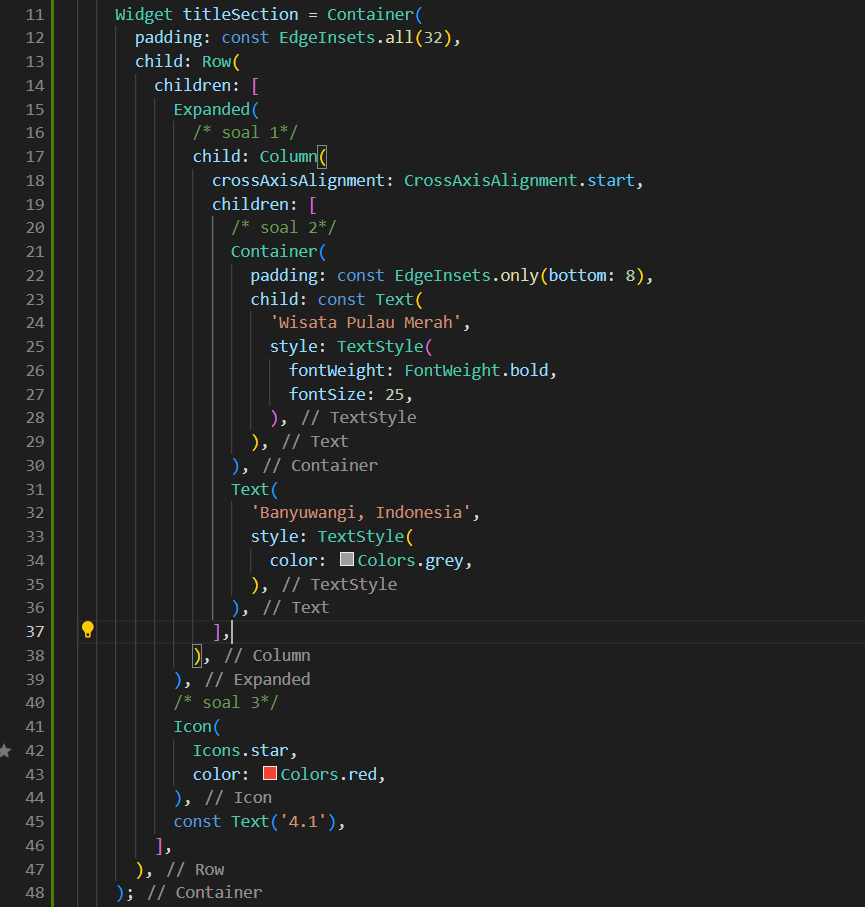 11 Widget titleSection = Container(
12 padding: const EdgeInsets.all(32),
13 child: Row(
14 children: [
15 Expanded(
16 /* soal 1*/
17 child: Column(
18 crossAxisAlignment: CrossAxisAlignment.start,
19 children: [
20 /* soal 2*/
21 Container(
22 padding: const EdgeInsets.only(bottom: 8),
23 child: const Text(
24 'Wisata Pulau Merah',
25 style: TextStyle(
26 fontWeight: FontWeight.bold,
27 fontSize: 25,
28 ), // TextStyle
29 ), // Text
30 ), // Container
31 Text(
32 'Banyuwangi, Indonesia',
33 style: TextStyle(
34 color: Colors.grey,
35 ), // TextStyle
36 ), // Text
37 ],
38 ), // Column
39 ), // Expanded
40 /* soal 3*/
41 Icon(
42 Icons.star,
43 color: Colors.red,
44 ), // Icon
45 const Text('4.1'),
46 ],
47 ), // Row
48 ); // Container